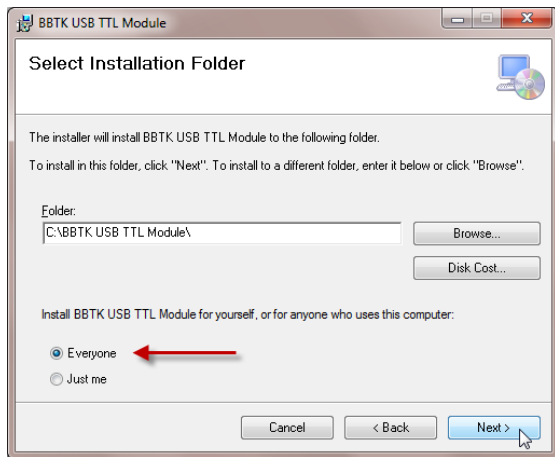 BBTK USB TTL Module
Select Installation Folder
The installer will install BBTK USB TTL Module to the following folder.
To install in this folder, click "Next". To install to a different folder, enter it below or click "Browse".
Folder:
C:\BBTK USB TTL Module\
Browse...
Disk Cost...
Install BBTK USB TTL Module for yourself, or for anyone who uses this computer:
Everyone
Just me
Cancel
< Back
Next >